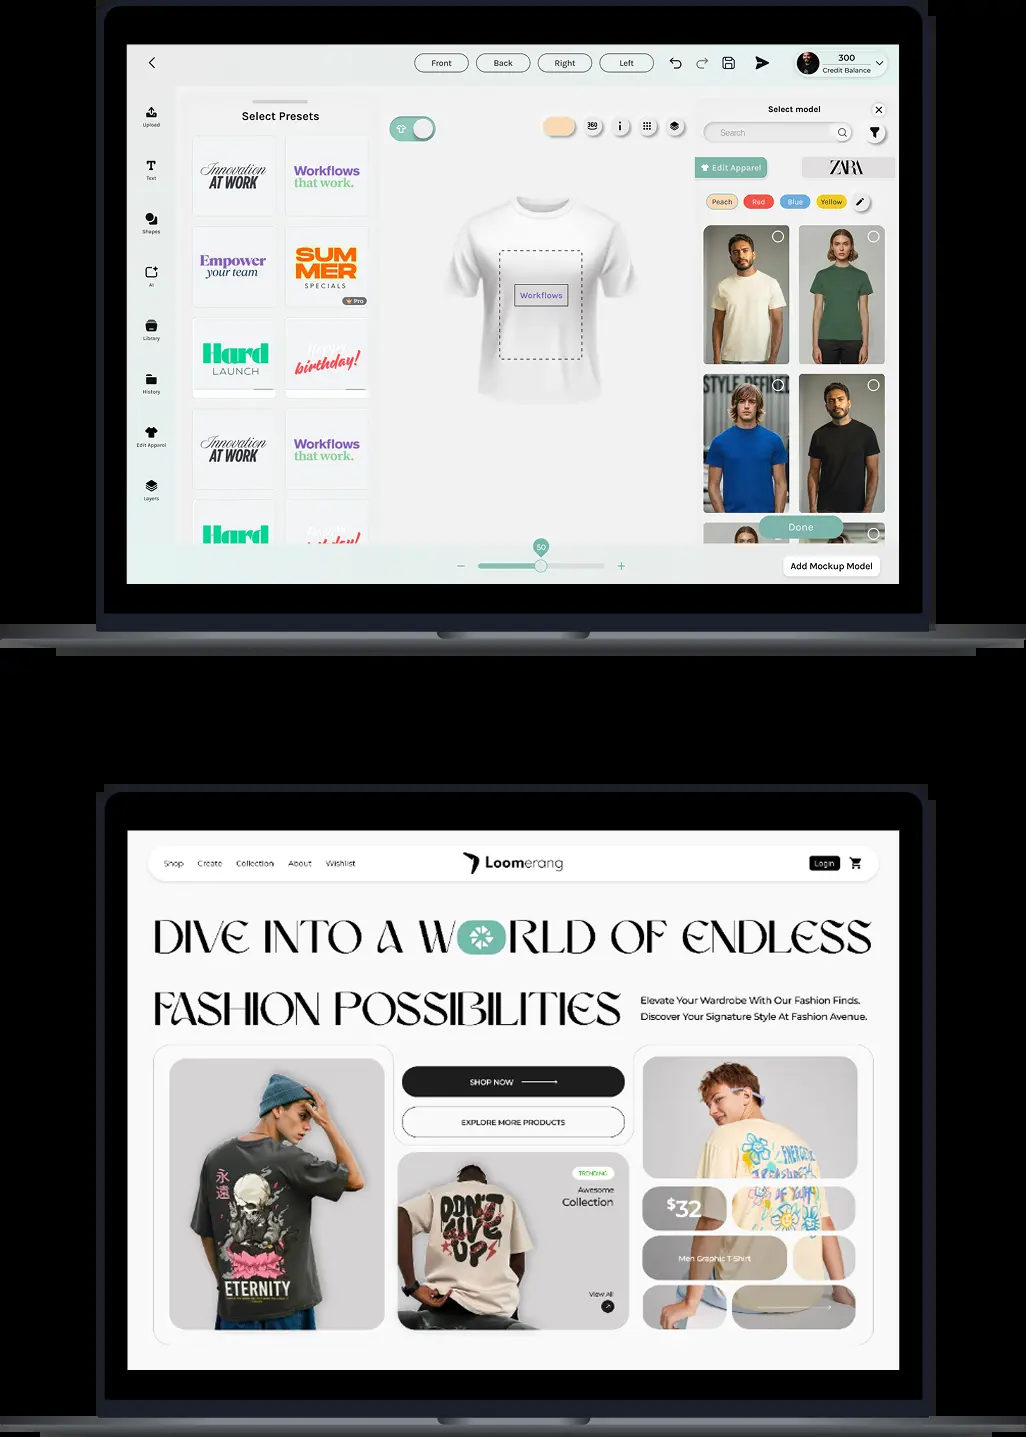 Front
Back
Right
Left
300
Credit Balance
Upload
Text
Shapes
AI
Library
History
Edit Apparel
Layers
Select Presets
Innovation
AT WORK
Workflows
that work.
Empower
your team
SUM
MER
SPECIALS
Pro
Hard
LAUNCH
Happy
birthday!
Innovation
AT WORK
Workflows
that work.
Hard
birthday!
360
i
Workflows
50
Select model
Search
Edit Apparel
ZARA
Peach
Red
Blue
Yellow
STYLE DEFINED
Done
Add Mockup Model
Shop
Create
Collection
About
Wishlist
Loomerang
Login
DIVE INTO A WORLD OF ENDLESS
FASHION POSSIBILITIES
Elevate Your Wardrobe With Our Fashion Finds.
Discover Your Signature Style At Fashion Avenue.
SHOP NOW
EXPLORE MORE PRODUCTS
永
遠
ETERNITY
TRENDING
Awesome
Collection
DON'T
GIVE
UP!
View All
$32
Men Graphic T-Shirt